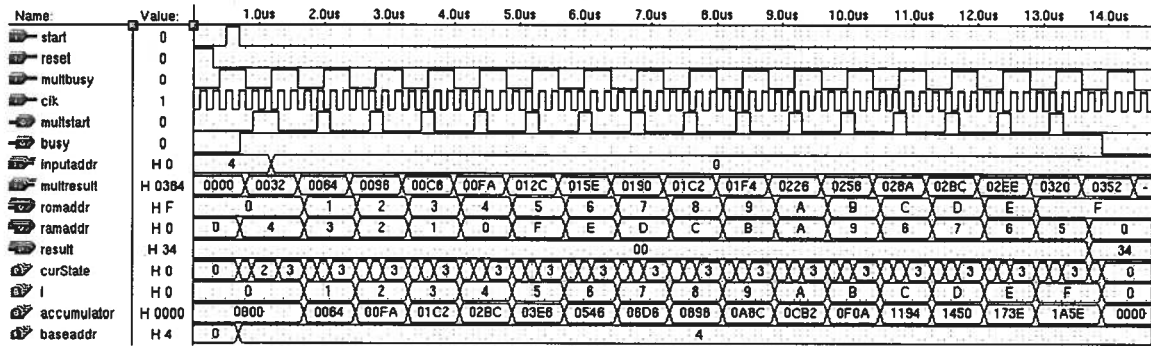 Name: Value: 1.0us 2.0us 3.0us 4.0us 5.0us 6.0us 7.0us 8.0us 9.0us 10.0us 11.0us 12.0us 13.0us 14.0us
start 0
reset 0
multbusy 0
clk 1
multstart 0
busy 0
inputaddr H 0 4 0
multresult H 0384 0000 0032 0064 0096 00C8 00FA 012C 015E 0190 01C2 01F4 0226 0258 028A 02BC 02EE 0320 0352 -
romaddr H F 0 1 2 3 4 5 6 7 8 9 A B C D E F
ramaddr H 0 0 4 3 2 1 0 F E D C B A 9 8 7 6 5 0
result H 34 00 34
curState H 0 0 2 3 3 3 3 3 3 3 3 3 3 3 3 3 3 3 3 0
I H 0 0 1 2 3 4 5 6 7 8 9 A B C D E F 0
accumulator H 0000 0800 0064 00FA 01C2 02BC 03E8 0546 06D6 0898 0A8C 0CB2 0F0A 1194 1450 173E 1A5E 0000
baseaddr H 4 0 4